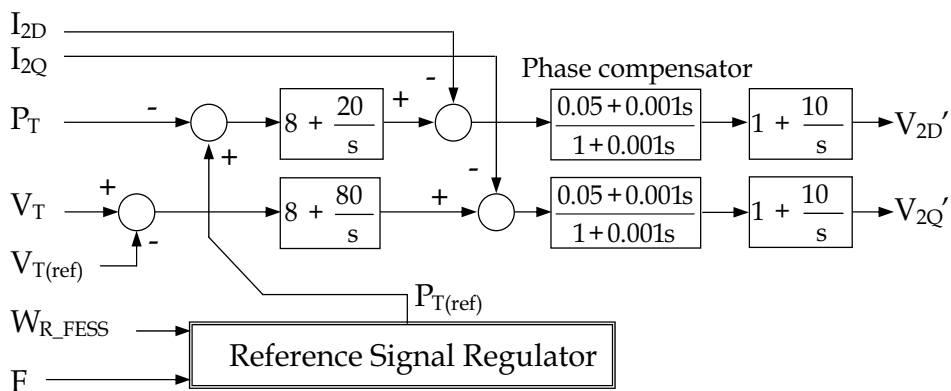 I2D
I2Q
Phase compensator
-
-
+
PT
8 + 20/s
0.05+0.001s
1+0.001s
1 + 10/s
V2D′
+
-
+
+
VT
8 + 80/s
0.05+0.001s
1+0.001s
1 + 10/s
V2Q′
-
VT(ref)
PT(ref)
WR_FESS
Reference Signal Regulator
F